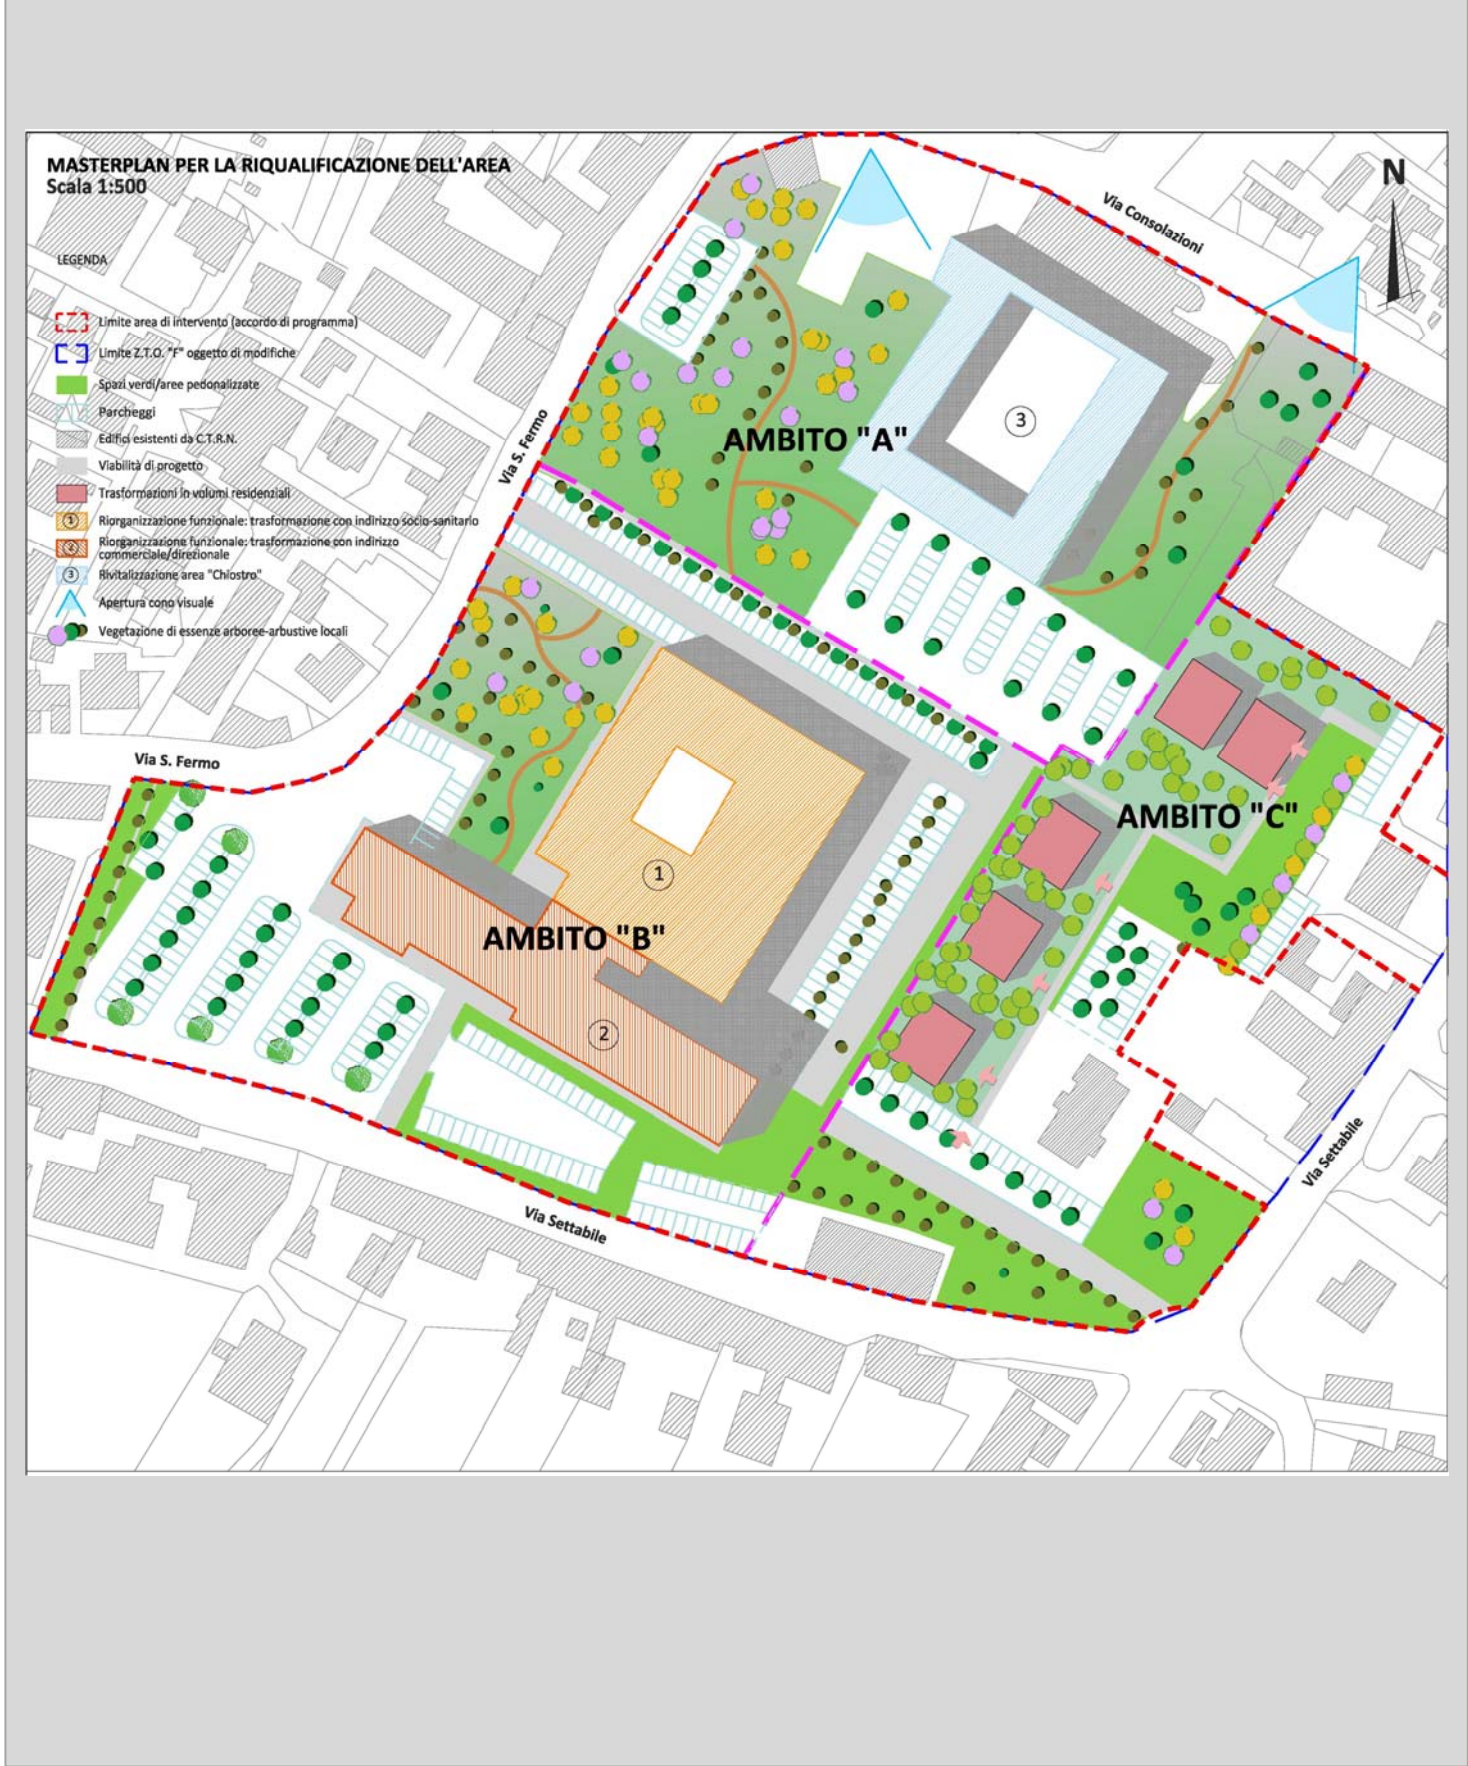 MASTERPLAN PER LA RIQUALIFICAZIONE DELL'AREA
Scala 1:500
N
Via Consolazioni
LEGENDA
Limite area di intervento (accordo di programma)
Limite Z.T.O. "F" oggetto di modifiche
Spazi verdi/aree pedonalizzate
Parcheggi
Edifici esistenti da C.T.R.N.
Viabilità di progetto
Trasformazioni in volumi residenziali
1 Riorganizzazione funzionale: trasformazione con indirizzo socio-sanitario
2 Riorganizzazione funzionale: trasformazione con indirizzo
commerciale/direzionale
3 Rivitalizzazione area "Chiostro"
Apertura cono visuale
Vegetazione di essenze arboree-arbustive locali
Via S. Fermo
3
AMBITO "A"
Via S. Fermo
AMBITO "C"
1
AMBITO "B"
2
Via Settabile
Via Settabile